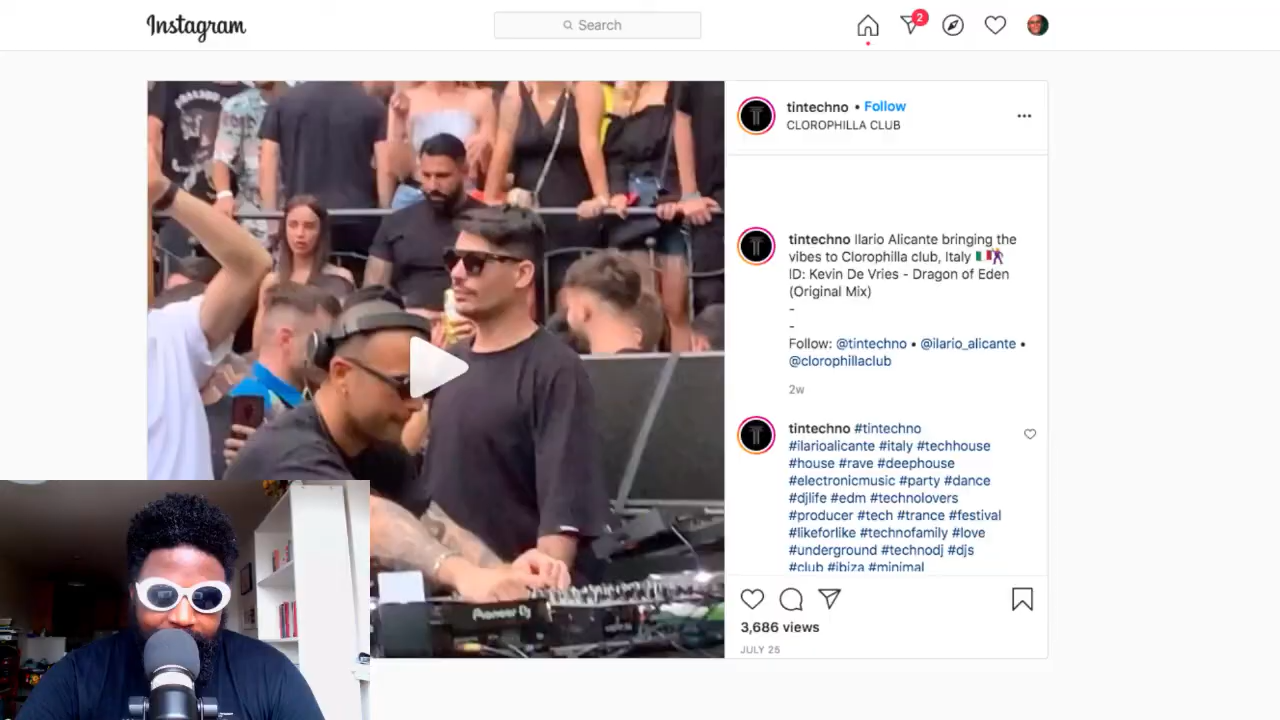 Instagram
Search
2
tintechno • Follow
CLOROPHILLA CLUB
...
tintechno Ilario Alicante bringing the
vibes to Clorophilla club, Italy 🇮🇹🕺
ID: Kevin De Vries - Dragon of Eden
(Original Mix)
-
-
Follow: @tintechno • @ilario_alicante •
@clorophillaclub
2w
tintechno #tintechno
#ilarioalicante #italy #techhouse
#house #rave #deephouse
#electronicmusic #party #dance
#djlife #edm #technolovers
#producer #tech #trance #festival
#likeforlike #technofamily #love
#underground #technodj #djs
#club #ibiza #minimal
3,686 views
JULY 25
Pioneer Dj